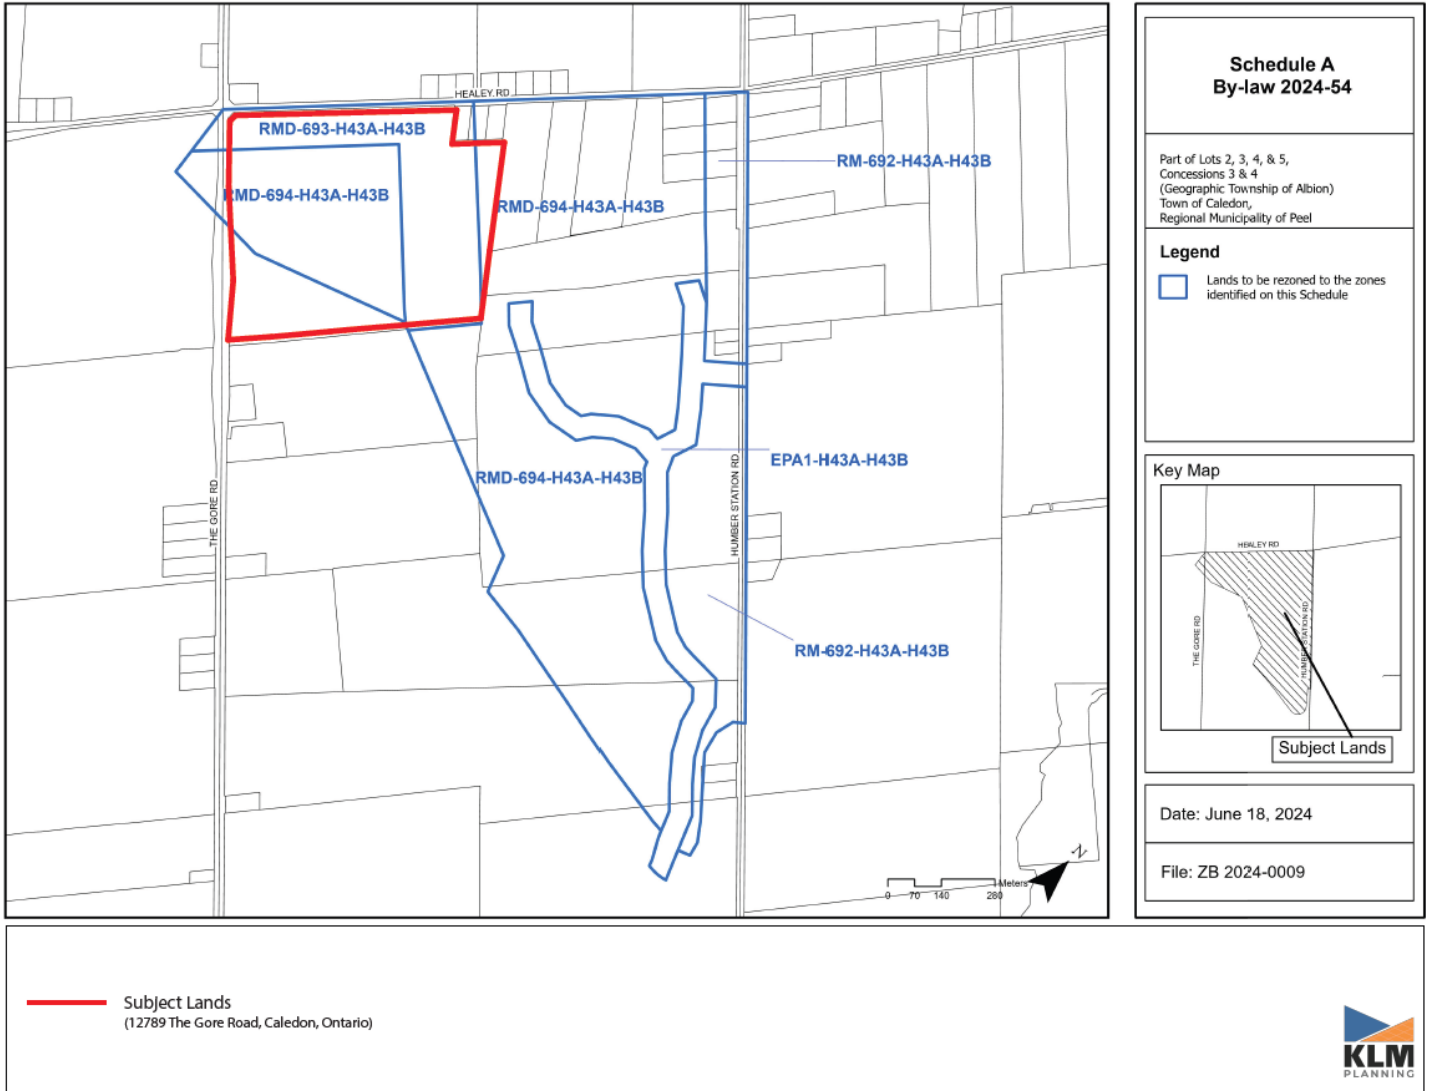 HEALEY RD
RMD-693-H43A-H43B
RM-692-H43A-H43B
RMD-694-H43A-H43B
RMD-694-H43A-H43B
EPA1-H43A-H43B
RMD-694-H43A-H43B
THE GORE RD
HUMBER STATION RD
RM-692-H43A-H43B
Meters
0 70 140 280
N
Schedule A
By-law 2024-54
Part of Lots 2, 3, 4, & 5,
Concessions 3 & 4
(Geographic Township of Albion)
Town of Caledon,
Regional Municipality of Peel
Legend
Lands to be rezoned to the zones
identified on this Schedule
Key Map
HEALEY RD
THE GORE RD
HUMBER STATION RD
Subject Lands
Date: June 18, 2024
File: ZB 2024-0009
Subject Lands
(12789 The Gore Road, Caledon, Ontario)
KLM
PLANNING